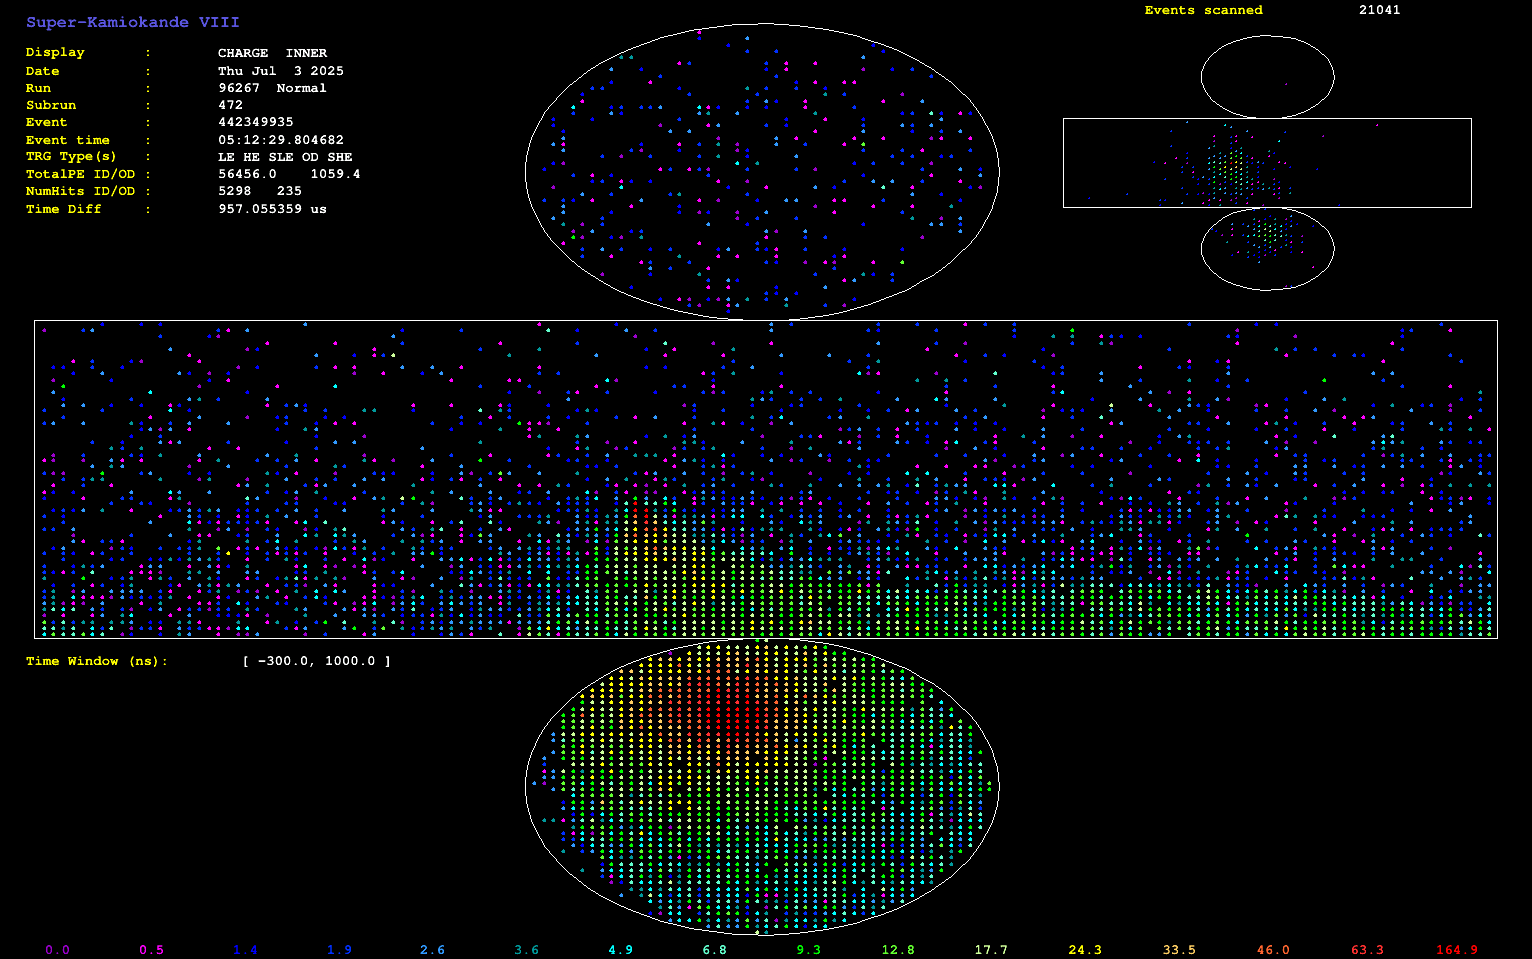 Super-Kamiokande VIII
Events scanned 21041
Display : CHARGE INNER
Date : Thu Jul 3 2025
Run : 96267 Normal
Subrun : 472
Event : 442349935
Event time : 05:12:29.804682
TRG Type(s) : LE HE SLE OD SHE
TotalPE ID/OD : 56456.0 1059.4
NumHits ID/OD : 5298 235
Time Diff : 957.055359 us
Time Window (ns): [ -300.0, 1000.0 ]
0.0 0.5 1.4 1.9 2.6 3.6 4.9 6.8 9.3 12.8 17.7 24.3 33.5 46.0 63.3 164.9